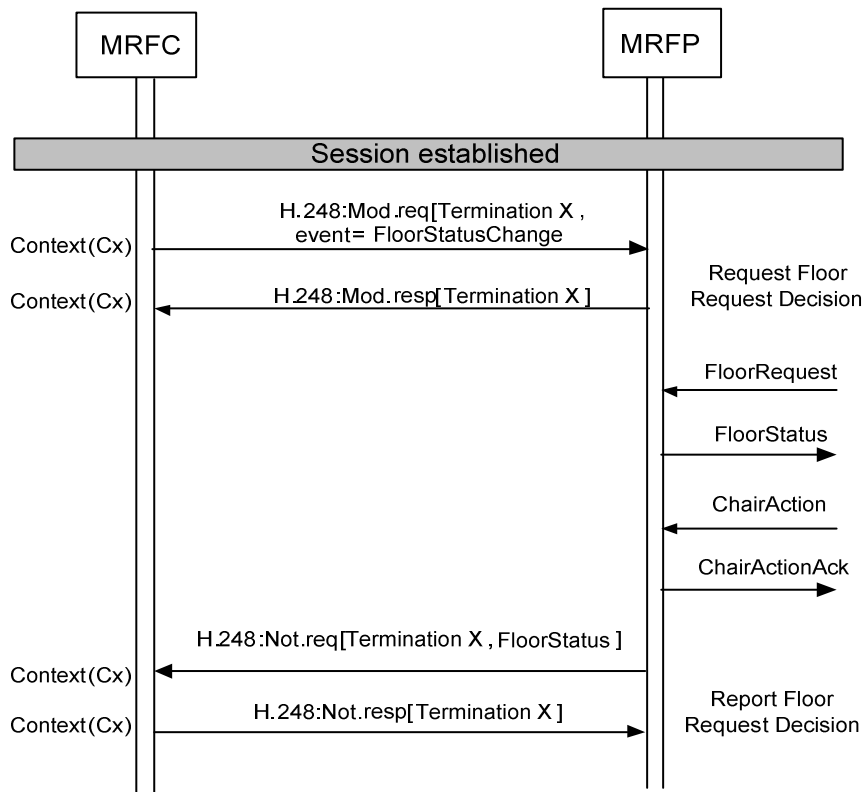 MRFC
MRFP
Session established
H.248:Mod.req[Termination X ,
event= FloorStatusChange
Context(Cx)
Request Floor
Request Decision
Context(Cx)
H.248:Mod.resp[Termination X ]
FloorRequest
FloorStatus
ChairAction
ChairActionAck
H.248:Not.req[Termination X , FloorStatus ]
Context(Cx)
Context(Cx)
H.248:Not.resp[Termination X ]
Report Floor
Request Decision